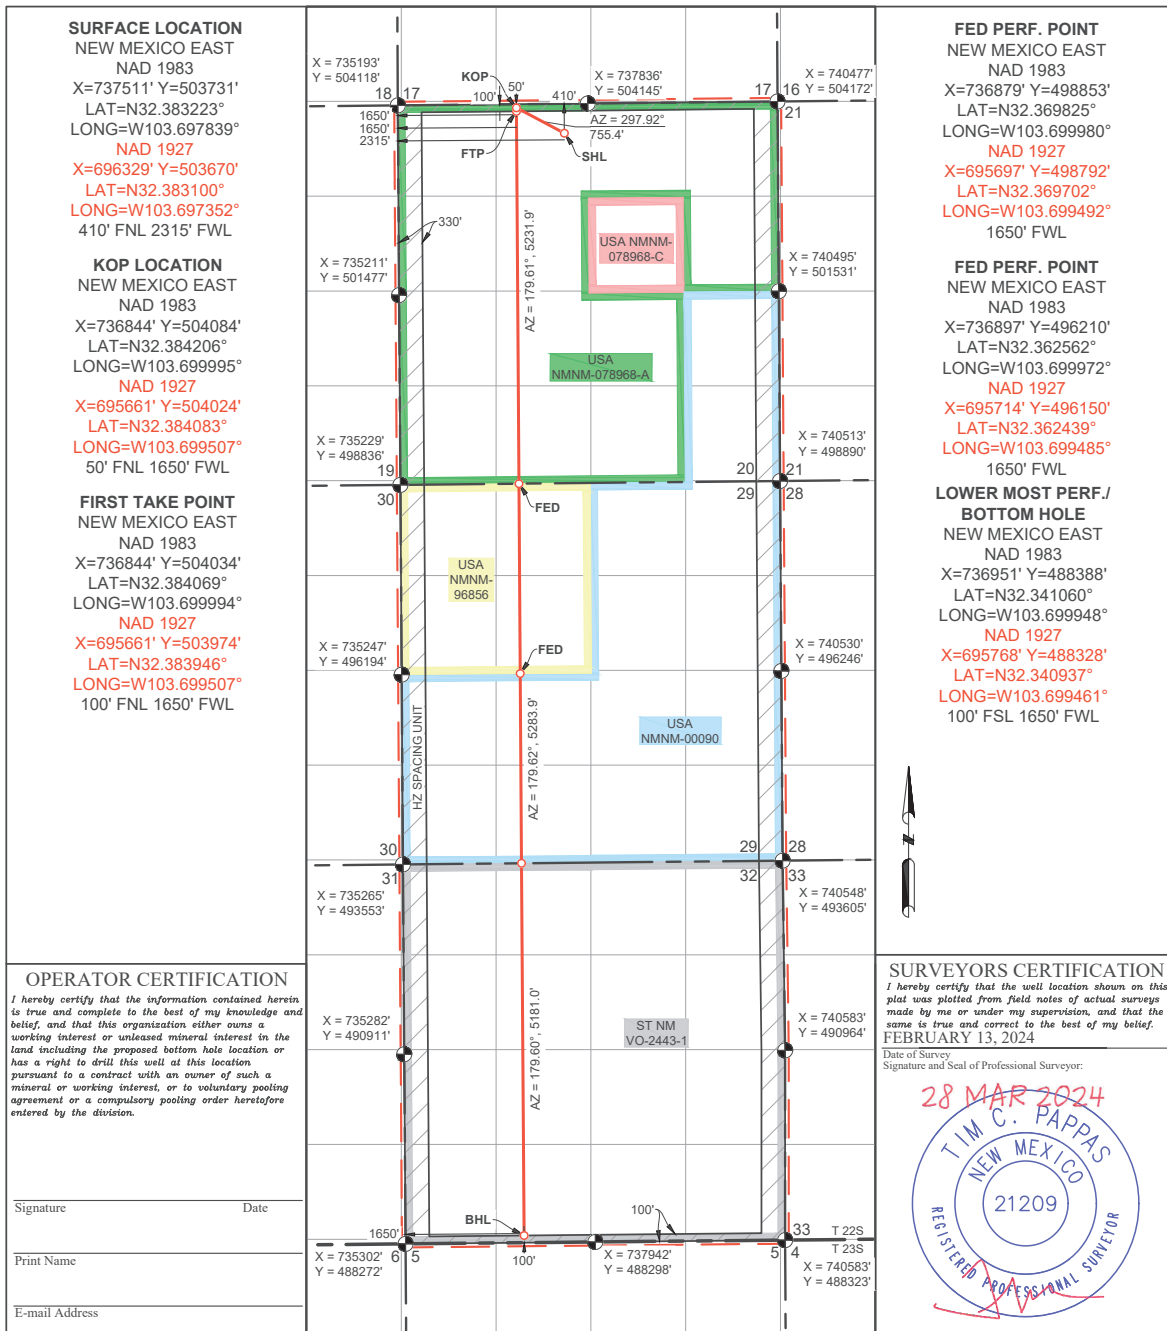 SURFACE LOCATION
NEW MEXICO EAST
NAD 1983
X=737511' Y=503731'
LAT=N32.383223°
LONG=W103.697839°
NAD 1927
X=696329' Y=503670'
LAT=N32.383100°
LONG=W103.697352°
410' FNL 2315' FWL
KOP LOCATION
NEW MEXICO EAST
NAD 1983
X=736844' Y=504084'
LAT=N32.384206°
LONG=W103.699995°
NAD 1927
X=695661' Y=504024'
LAT=N32.384083°
LONG=W103.699507°
50' FNL 1650' FWL
FIRST TAKE POINT
NEW MEXICO EAST
NAD 1983
X=736844' Y=504034'
LAT=N32.384069°
LONG=W103.699994°
NAD 1927
X=695661' Y=503974'
LAT=N32.383946°
LONG=W103.699507°
100' FNL 1650' FWL
OPERATOR CERTIFICATION
I hereby certify that the information contained herein
is true and complete to the best of my knowledge and
belief, and that this organization either owns a
working interest or unleased mineral interest in the
land including the proposed bottom hole location or
has a right to drill this well at this location
pursuant to a contract with an owner of such a
mineral or working interest, or to voluntary pooling
agreement or a compulsory pooling order heretofore
entered by the division.
Signature Date
Print Name
E-mail Address
X = 735193'
Y = 504118'
KOP
50'
100'
410'
X = 737836'
Y = 504145'
X = 740477'
Y = 504172'
18 17
17 16
21
1650'
1650'
2315'
AZ = 297.92°
755.4'
FTP
SHL
330'
AZ = 179.61°, 5231.9'
USA NMNM-
078968-C
X = 735211'
Y = 501477'
X = 740495'
Y = 501531'
USA
NMNM-078968-A
X = 735229'
Y = 498836'
X = 740513'
Y = 498890'
19
30
20 21
29 28
FED
USA
NMNM-
96856
X = 735247'
Y = 496194'
FED
X = 740530'
Y = 496246'
HZ SPACING UNIT
AZ = 179.62°, 5283.9'
USA
NMNM-00090
30
31
29 28
32 33
X = 735265'
Y = 493553'
X = 740548'
Y = 493605'
X = 735282'
Y = 490911'
AZ = 179.60°, 5181.0'
ST NM
VO-2443-1
X = 740583'
Y = 490964'
BHL
100'
1650'
33
T 22S
T 23S
6 5
5 4
100'
X = 735302'
Y = 488272'
X = 737942'
Y = 488298'
X = 740583'
Y = 488323'
FED PERF. POINT
NEW MEXICO EAST
NAD 1983
X=736879' Y=498853'
LAT=N32.369825°
LONG=W103.699980°
NAD 1927
X=695697' Y=498792'
LAT=N32.369702°
LONG=W103.699492°
1650' FWL
FED PERF. POINT
NEW MEXICO EAST
NAD 1983
X=736897' Y=496210'
LAT=N32.362562°
LONG=W103.699972°
NAD 1927
X=695714' Y=496150'
LAT=N32.362439°
LONG=W103.699485°
1650' FWL
LOWER MOST PERF./
BOTTOM HOLE
NEW MEXICO EAST
NAD 1983
X=736951' Y=488388'
LAT=N32.341060°
LONG=W103.699948°
NAD 1927
X=695768' Y=488328'
LAT=N32.340937°
LONG=W103.699461°
100' FSL 1650' FWL
N
SURVEYORS CERTIFICATION
I hereby certify that the well location shown on this
plat was plotted from field notes of actual surveys
made by me or under my supervision, and that the
same is true and correct to the best of my belief.
FEBRUARY 13, 2024
Date of Survey
Signature and Seal of Professional Surveyor:
28 MAR 2024
TIM C. PAPPAS
NEW MEXICO
21209
REGISTERED PROFESSIONAL SURVEYOR